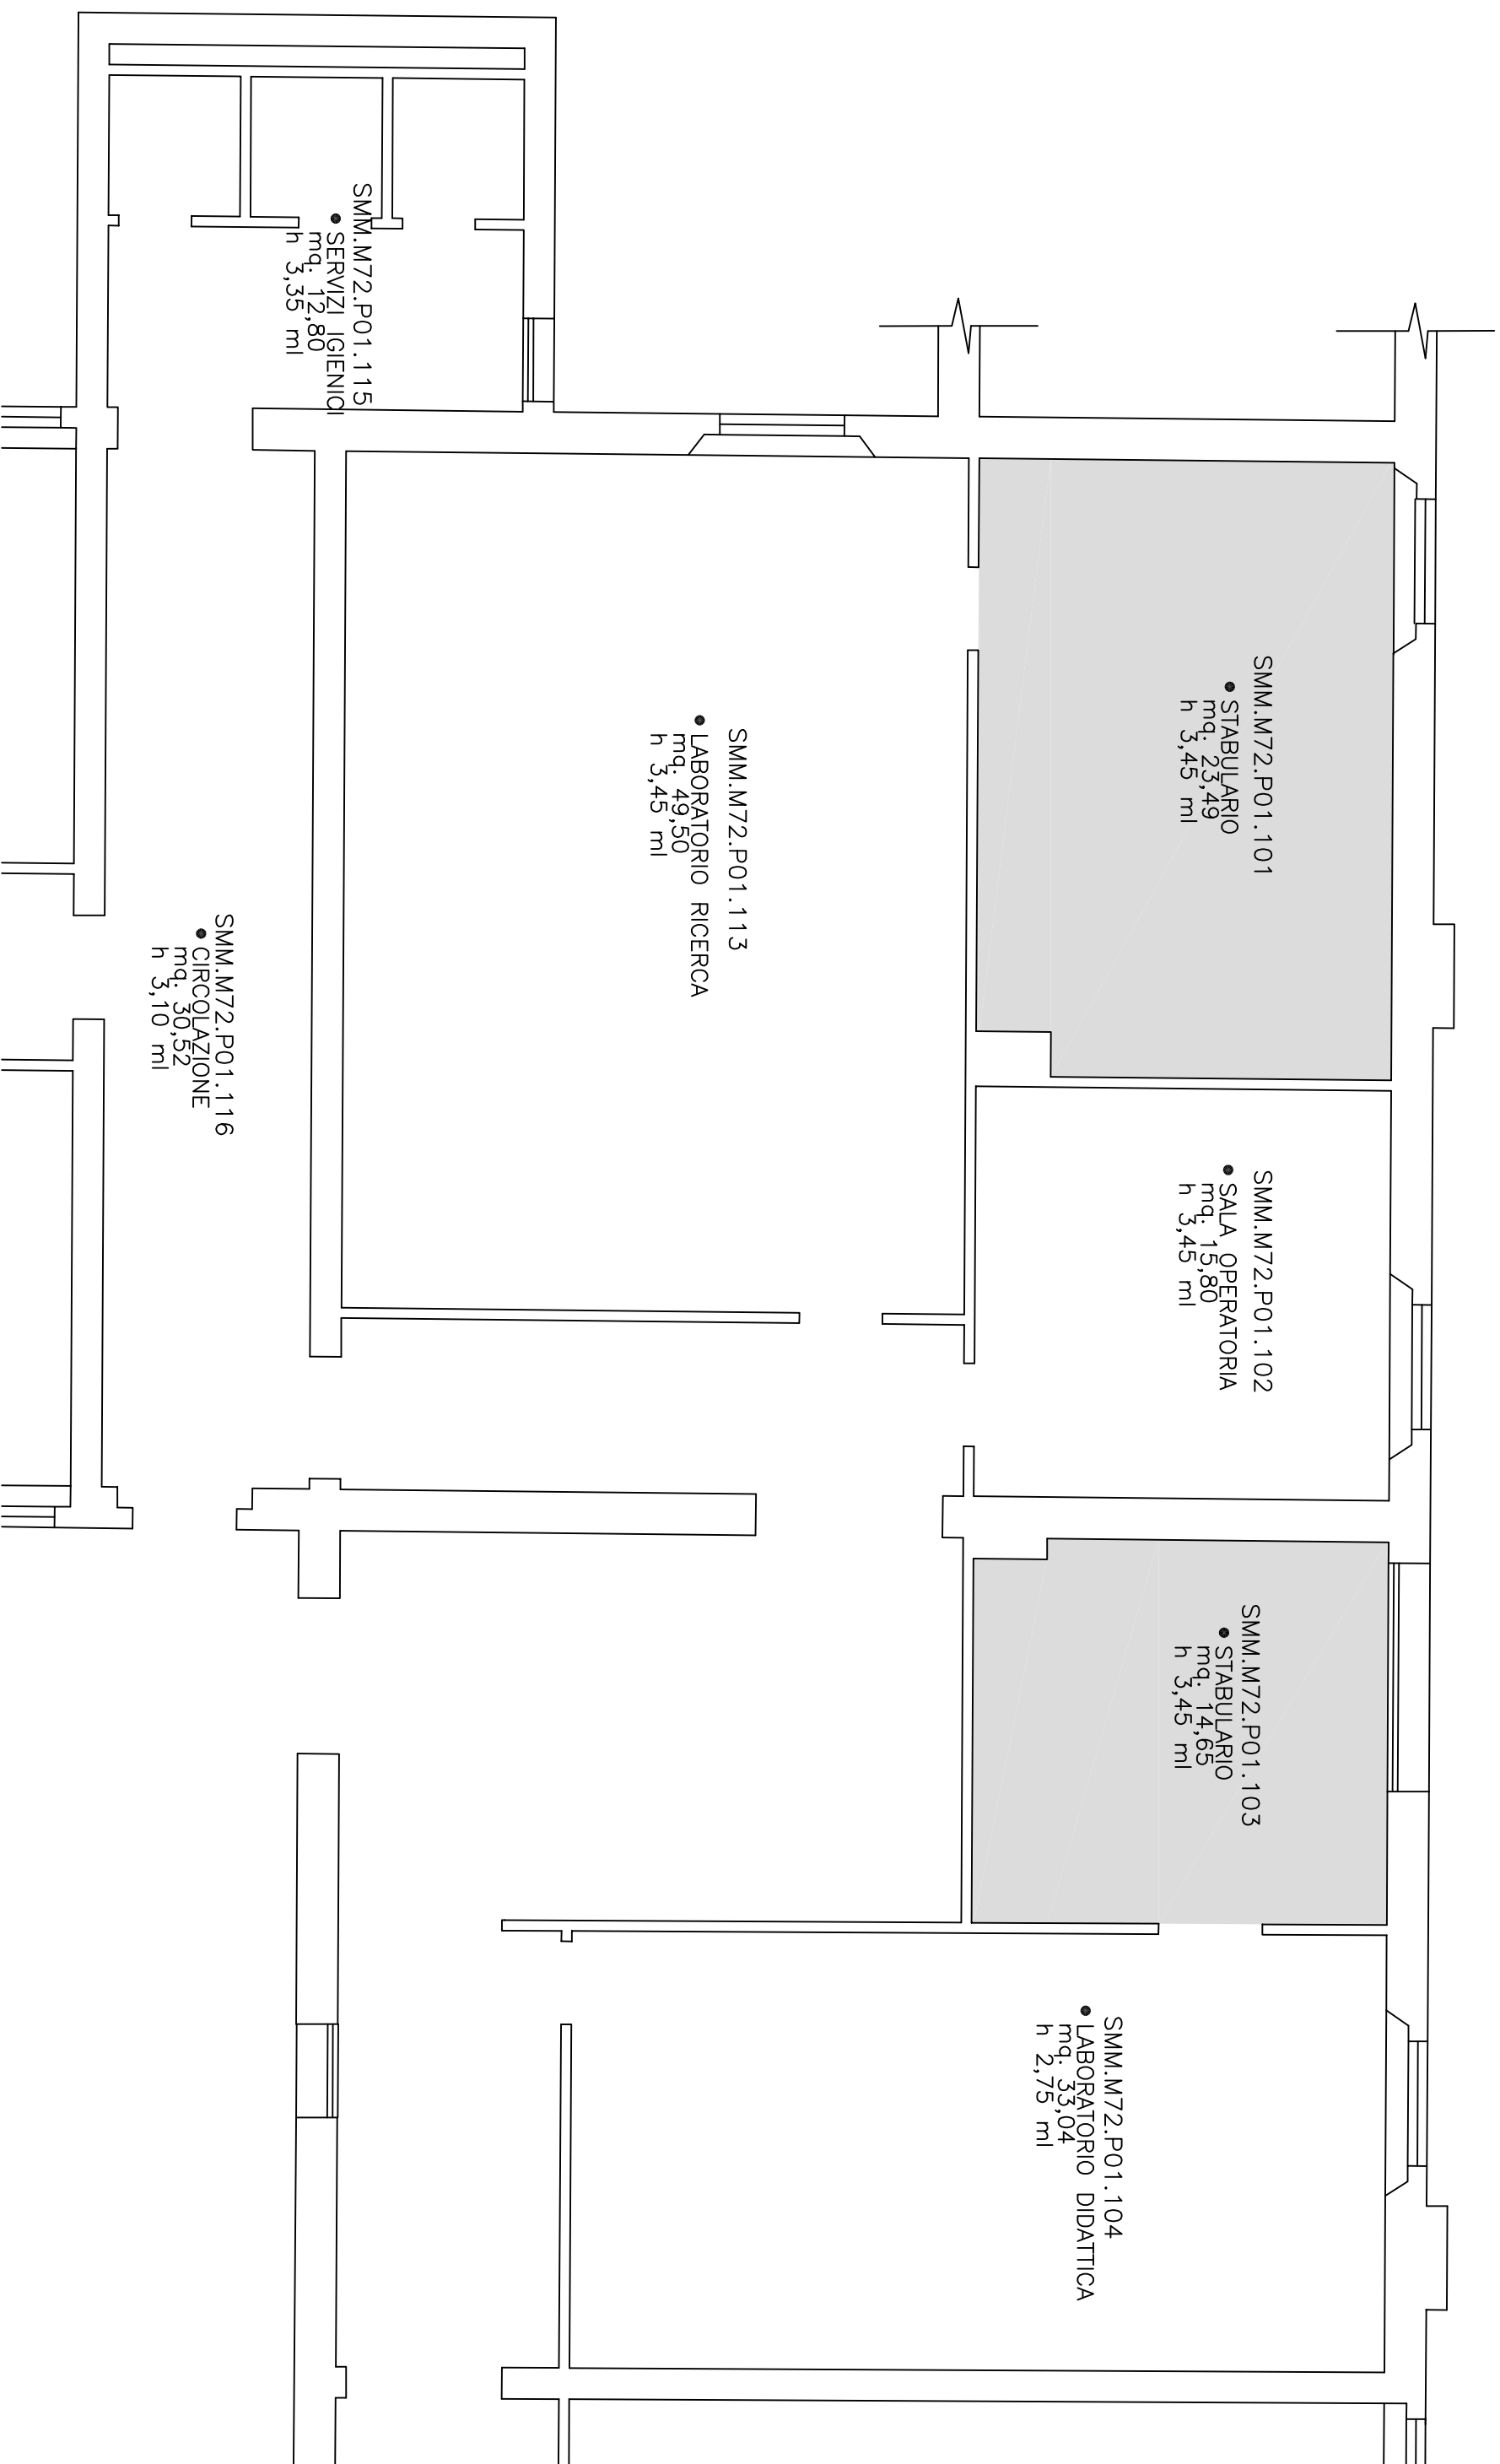 SMM.M72.P01.115
SERVIZI IGIENICI
mq. 12,80
h 3,35 ml
SMM.M72.P01.101
STABULARIO
mq. 23,49
h 3,45 ml
SMM.M72.P01.113
LABORATORIO RICERCA
mq. 49,50
h 3,45 ml
SMM.M72.P01.116
CIRCOLAZIONE
mq. 30,52
h 3,10 ml
SMM.M72.P01.102
SALA OPERATORIA
mq. 15,80
h 3,45 ml
SMM.M72.P01.103
STABULARIO
mq. 14,65
h 3,45 ml
SMM.M72.P01.104
LABORATORIO DIDATTICA
mq. 33,04
h 2,75 ml